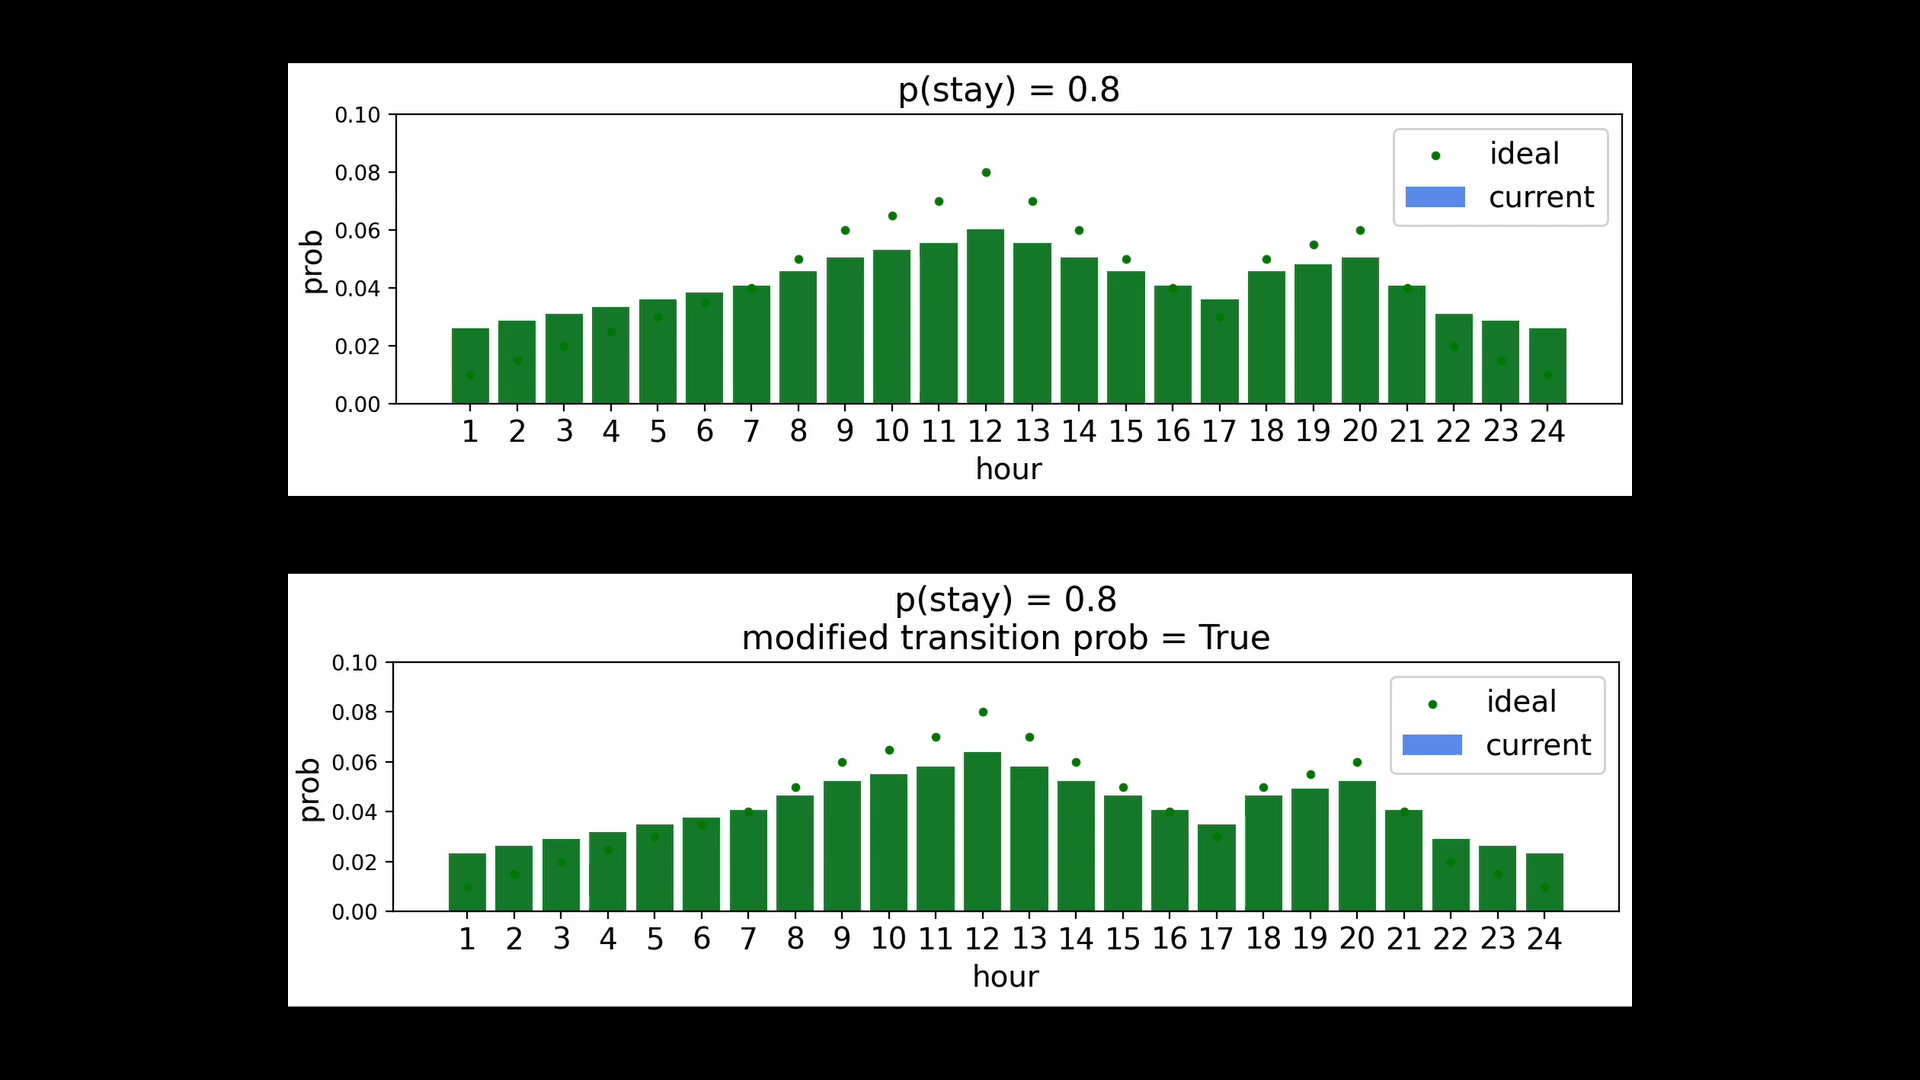 p(stay) = 0.8
0.10
0.08
0.06
0.04
0.02
0.00
prob
ideal
current
1 2 3 4 5 6 7 8 9 10 11 12 13 14 15 16 17 18 19 20 21 22 23 24
hour
p(stay) = 0.8
modified transition prob = True
0.10
0.08
0.06
0.04
0.02
0.00
prob
ideal
current
1 2 3 4 5 6 7 8 9 10 11 12 13 14 15 16 17 18 19 20 21 22 23 24
hour